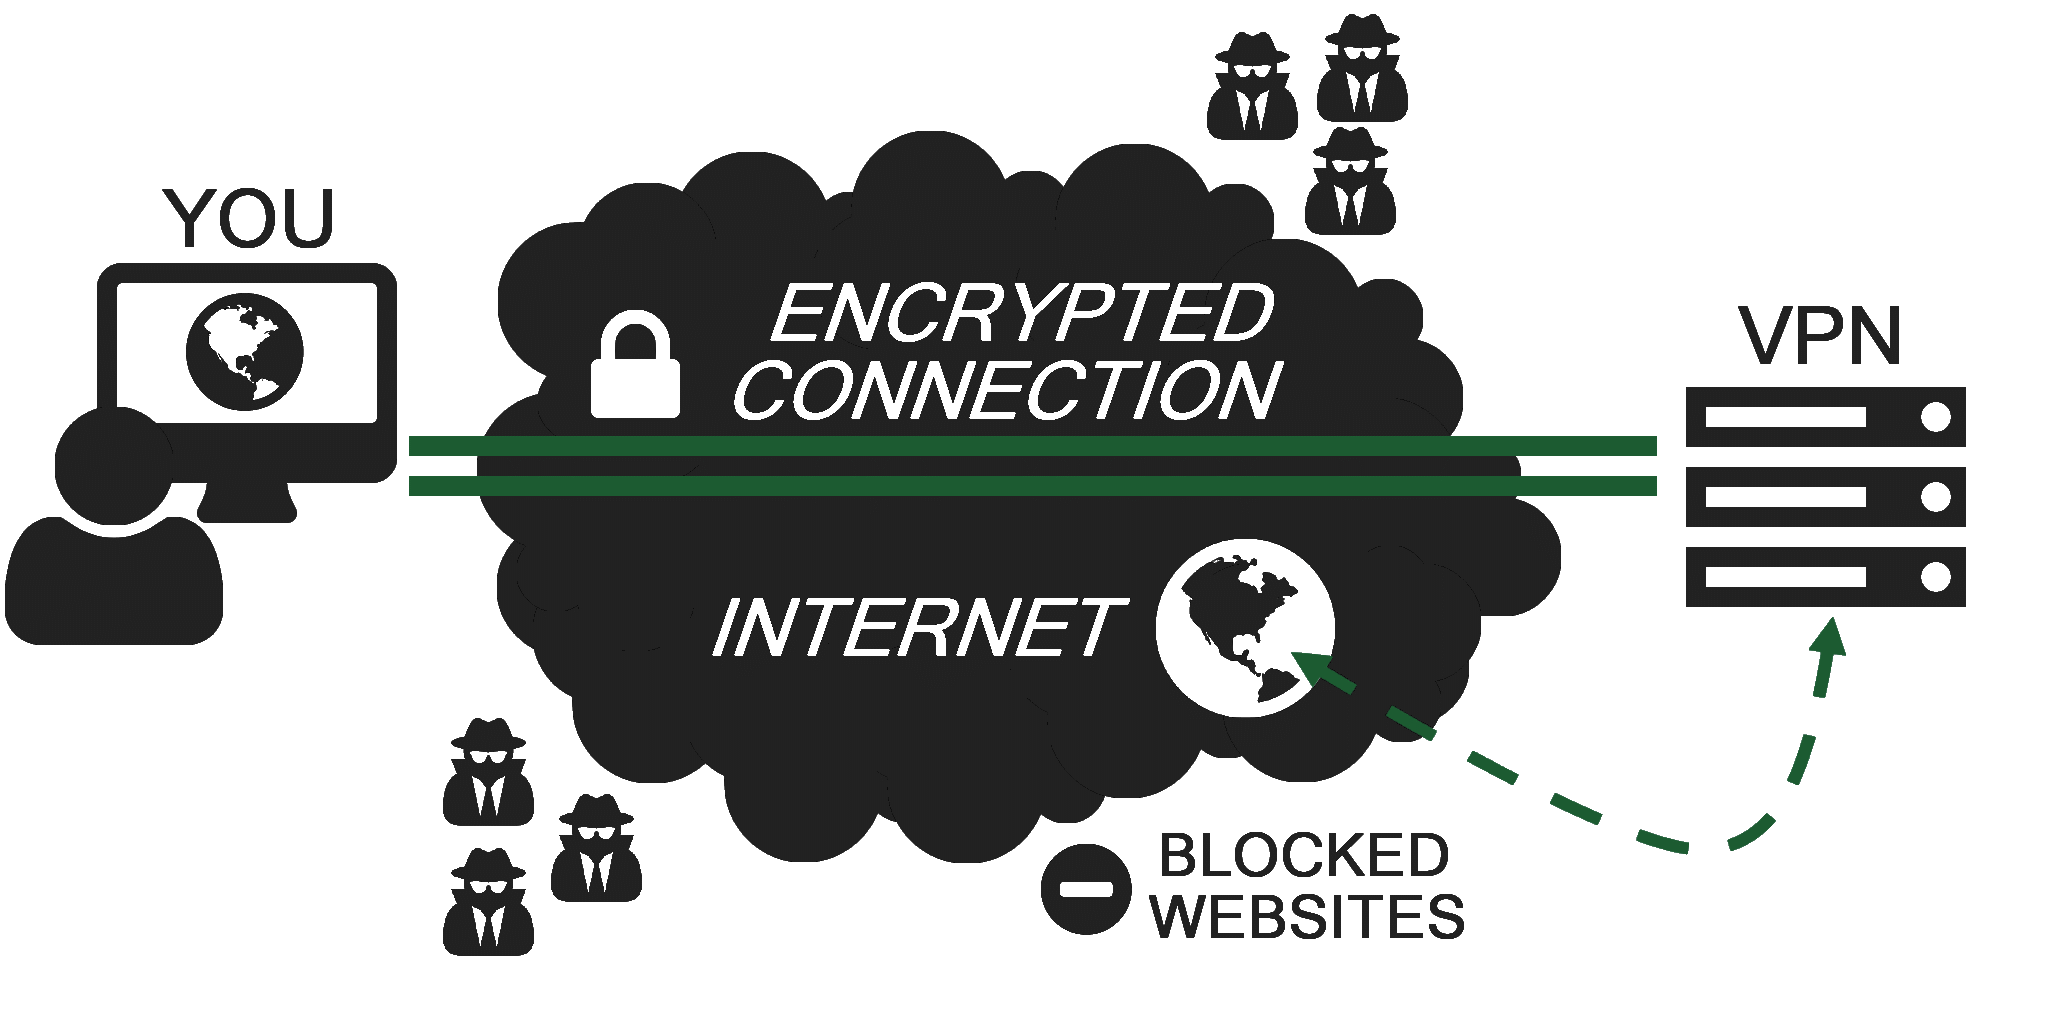 YOU
ENCRYPTED
CONNECTION
VPN
INTERNET
BLOCKED
WEBSITES